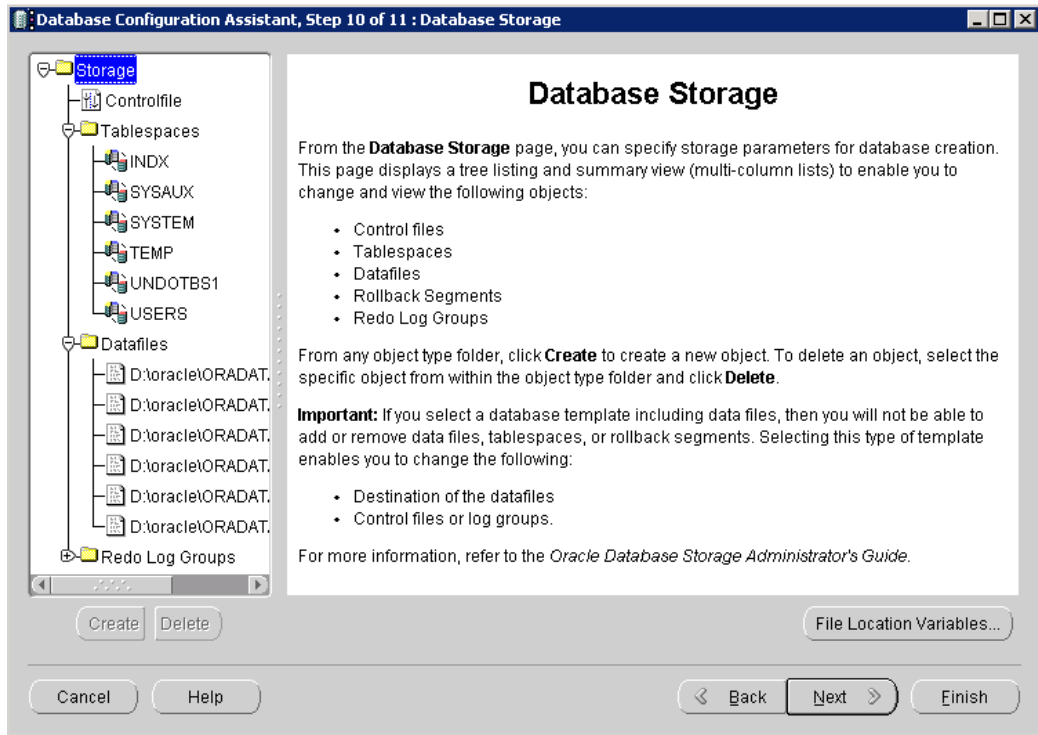 Database Configuration Assistant, Step 10 of 11 : Database Storage
Storage
Controlfile
Tablespaces
INDX
SYSAUX
SYSTEM
TEMP
UNDOTBS1
USERS
Datafiles
D:\oracle\ORADAT.
D:\oracle\ORADAT.
D:\oracle\ORADAT.
D:\oracle\ORADAT.
D:\oracle\ORADAT.
D:\oracle\ORADAT.
Redo Log Groups
Create
Delete
Database Storage
From the Database Storage page, you can specify storage parameters for database creation.
This page displays a tree listing and summary view (multi-column lists) to enable you to
change and view the following objects:
• Control files
• Tablespaces
• Datafiles
• Rollback Segments
• Redo Log Groups
From any object type folder, click Create to create a new object. To delete an object, select the
specific object from within the object type folder and click Delete.
Important: If you select a database template including data files, then you will not be able to
add or remove data files, tablespaces, or rollback segments. Selecting this type of template
enables you to change the following:
• Destination of the datafiles
• Control files or log groups.
For more information, refer to the Oracle Database Storage Administrator's Guide.
File Location Variables...
Cancel
Help
Back
Next
Finish